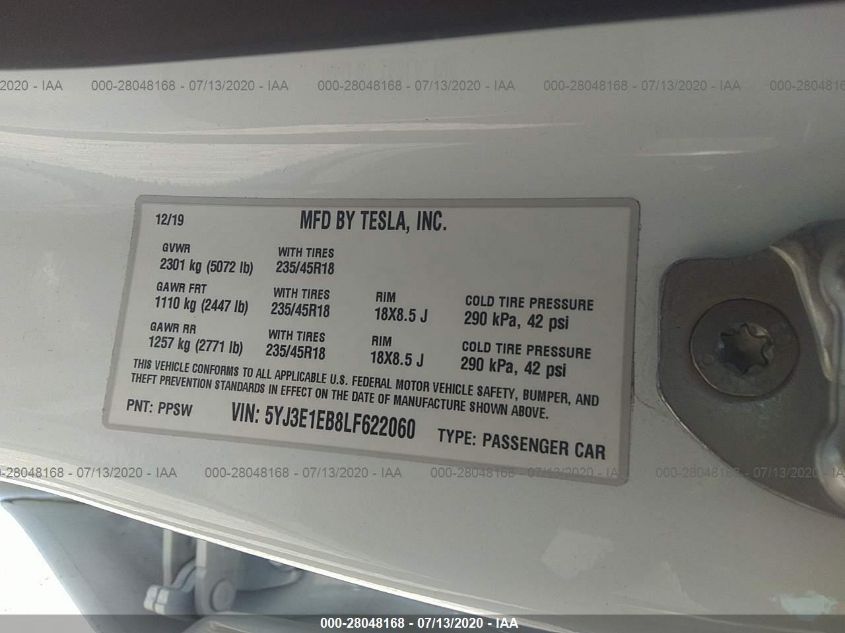 2020 - IAA 000-28048168 - 07/13/2020 - IAA 000-28048168 - 07/13/2020 - IAA 000-28048168 - 07/13/2020 - IAA 000-2804
12/19 MFD BY TESLA, INC.
GVWR WITH TIRES
2301 kg (5072 lb) 235/45R18
GAWR FRT WITH TIRES RIM COLD TIRE PRESSURE
1110 kg (2447 lb) 235/45R18 18X8.5 J 290 kPa, 42 psi
GAWR RR WITH TIRES RIM COLD TIRE PRESSURE
1257 kg (2771 lb) 235/45R18 18X8.5 J 290 kPa, 42 psi
THIS VEHICLE CONFORMS TO ALL APPLICABLE U.S. FEDERAL MOTOR VEHICLE SAFETY, BUMPER, AND
THEFT PREVENTION STANDARDS IN EFFECT ON THE DATE OF MANUFACTURE SHOWN ABOVE.
PNT: PPSW VIN: 5YJ3E1EB8LF622060 TYPE: PASSENGER CAR
-28048168 - 07/13/2020 - IAA 000-28048168 - 07/13/2020 - IAA 000-28048168 - 07/13/2020 - IAA 000-28048168 - 07/13/
000-28048168 - 07/13/2020 - IAA